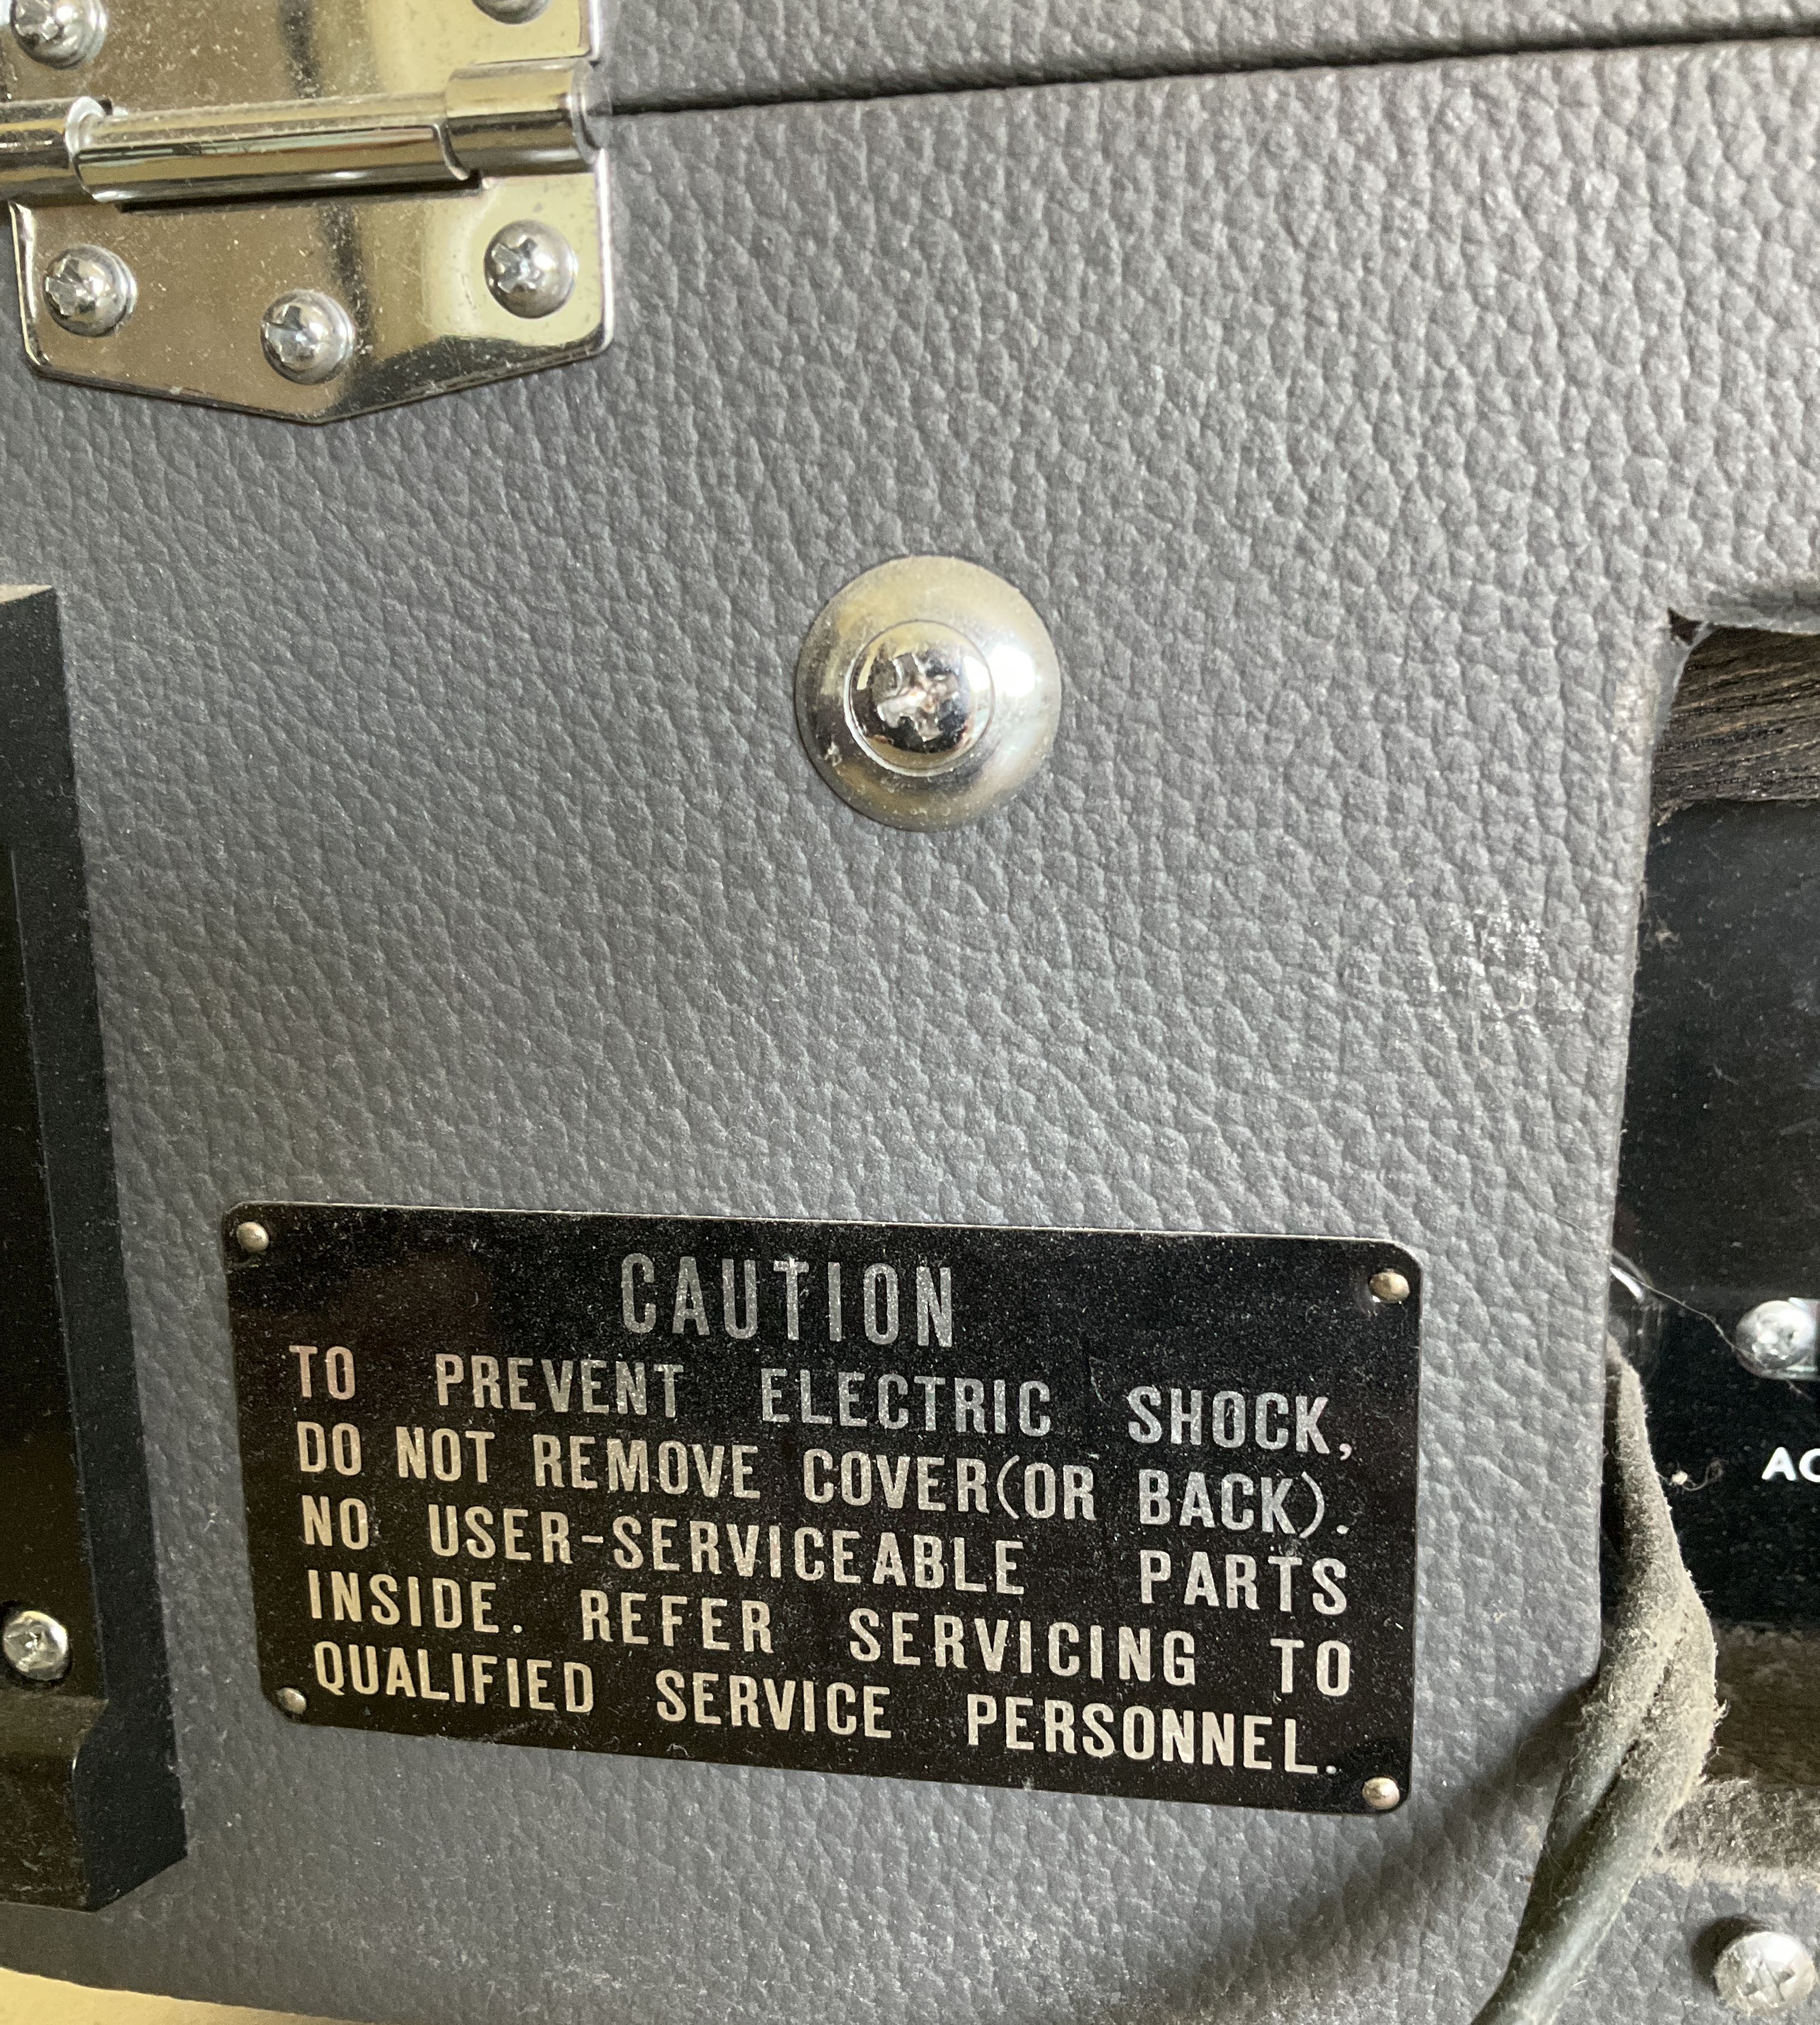 CAUTION
TO PREVENT ELECTRIC SHOCK,
DO NOT REMOVE COVER(OR BACK).
NO USER-SERVICEABLE PARTS
INSIDE. REFER SERVICING TO
QUALIFIED SERVICE PERSONNEL.
AC